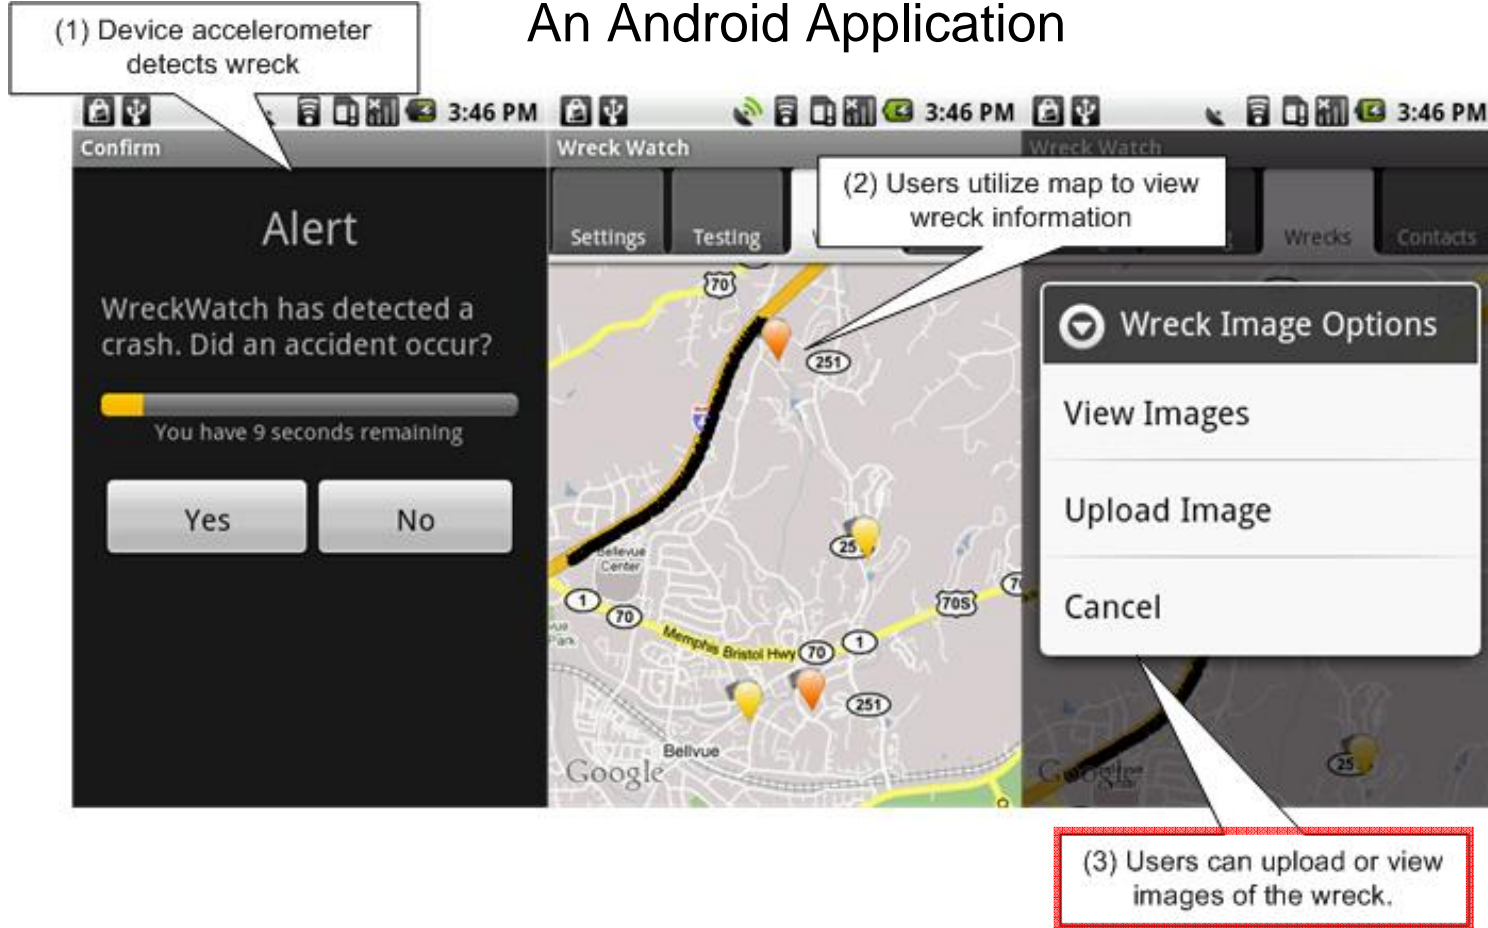 An Android Application
(1) Device accelerometer
detects wreck
3:46 PM
Confirm
Alert
WreckWatch has detected a
crash. Did an accident occur?
You have 9 seconds remaining
Yes
No
3:46 PM
Wreck Watch
Settings
Testing
(2) Users utilize map to view
wreck information
70
251
Bellevue
Center
25
1
70
70S
Memphis Bristol Hwy
70
1
251
Park
Bellvue
Google
3:46 PM
Wreck Watch
Wrecks
Contacts
Wreck Image Options
View Images
Upload Image
Cancel
25
Google
(3) Users can upload or view
images of the wreck.